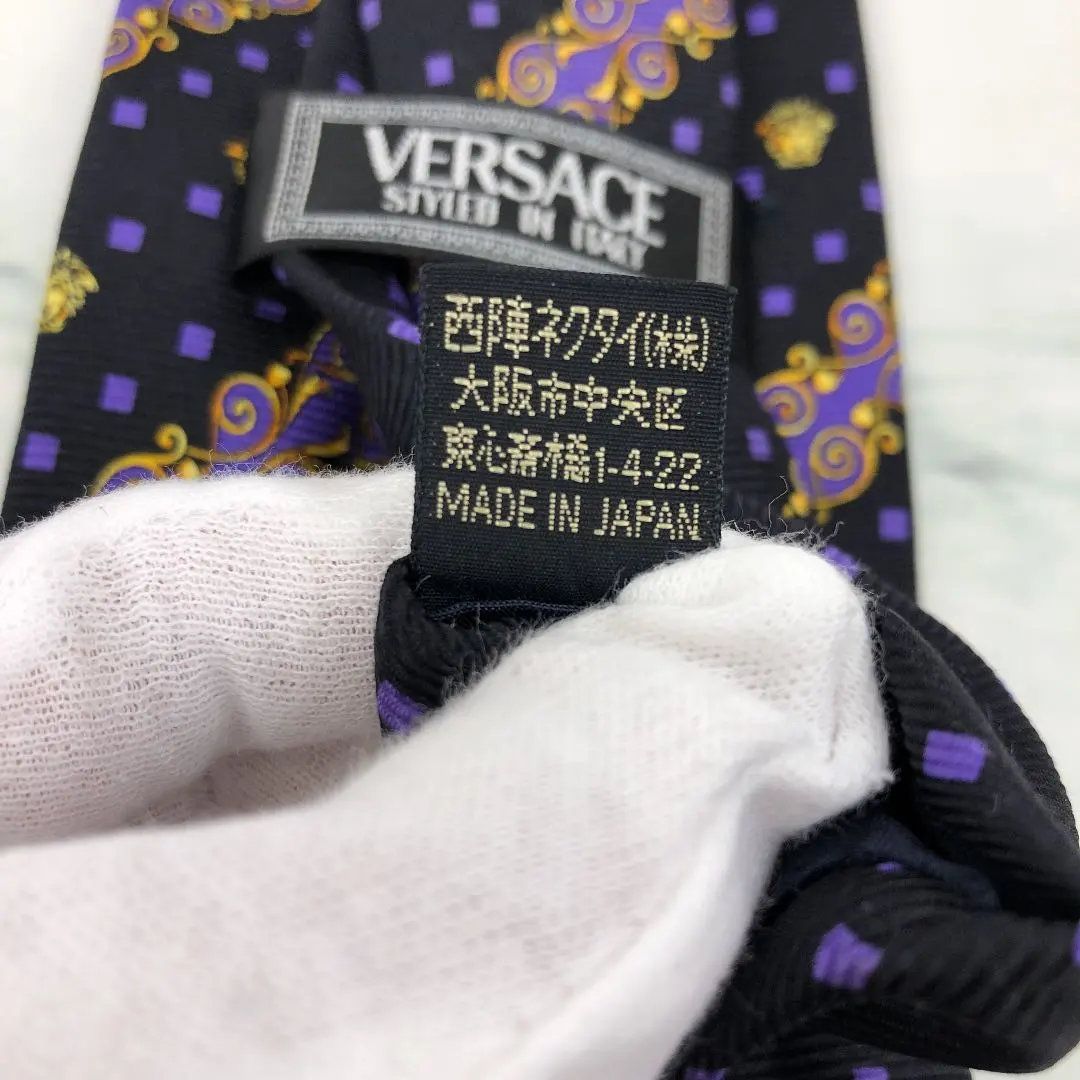 VERSACE
STYLED IN ITALY
西陣ネクタイ(株)
大阪市中央区
東心斎橋1-4-22
MADE IN JAPAN